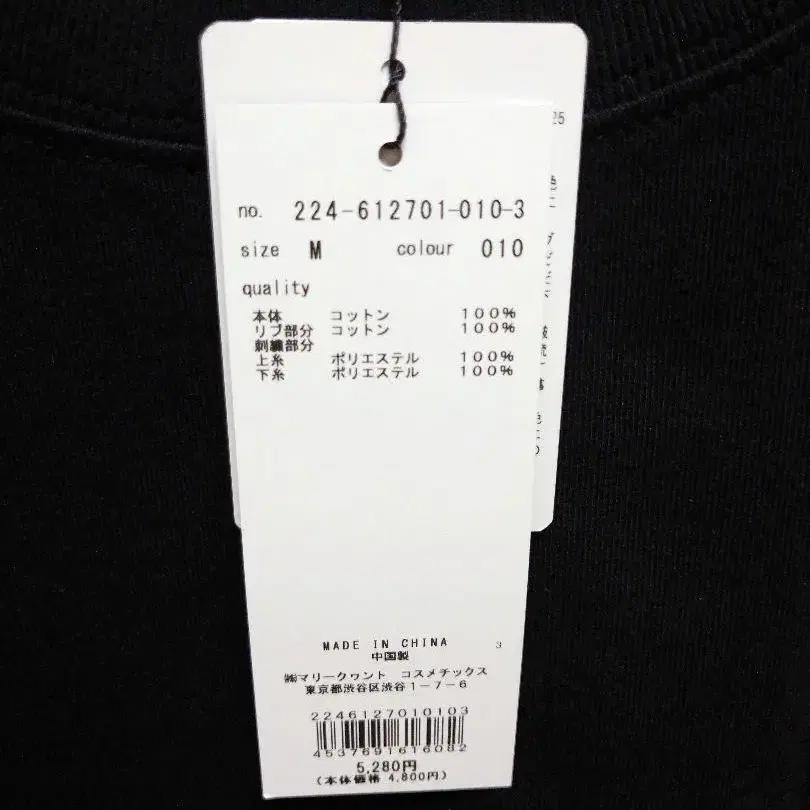 no. 224-612701-010-3
size M colour 010
quality
本体 コットン 100%
リブ部分 コットン 100%
刺繍部分
上糸 ポリエステル 100%
下糸 ポリエステル 100%
MADE IN CHINA 3
中国製
㈱マリークヮント コスメチックス
東京都渋谷区渋谷1-7-6
2246127010103
4537691616082
5,280円
(本体価格 4,800円)
25